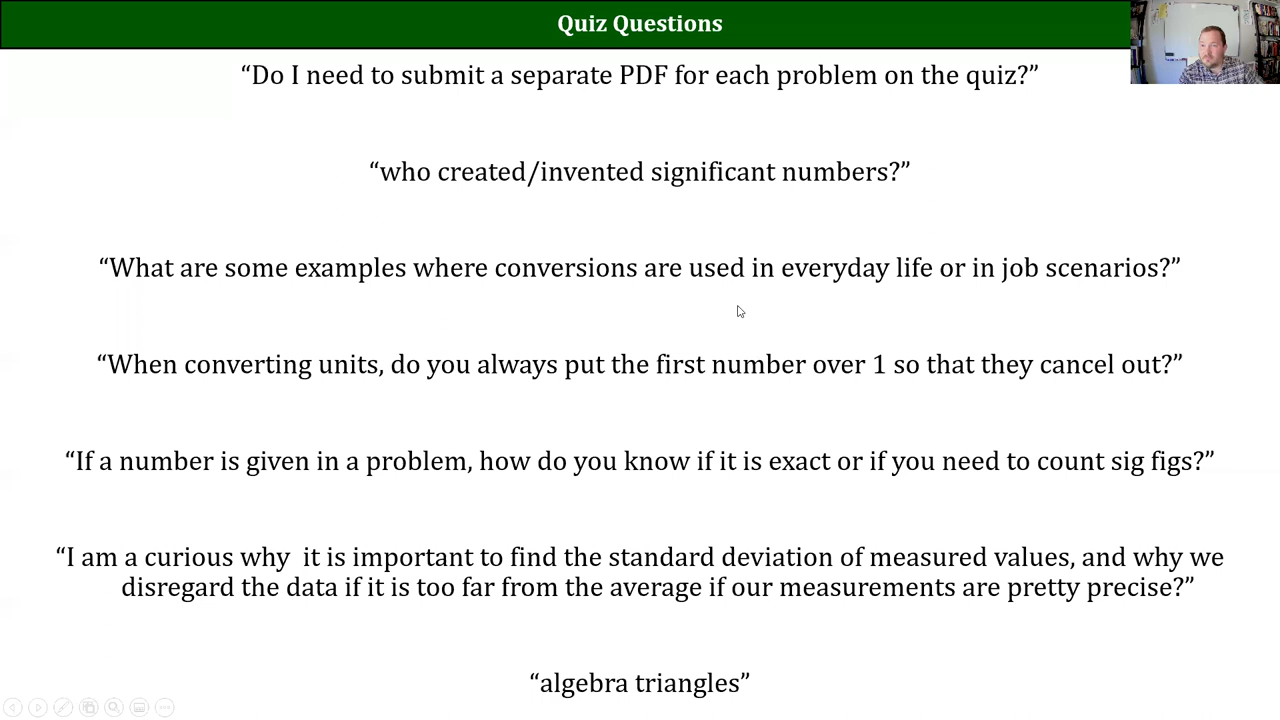 Quiz Questions
“Do I need to submit a separate PDF for each problem on the quiz?”
“who created/invented significant numbers?”
“What are some examples where conversions are used in everyday life or in job scenarios?”
“When converting units, do you always put the first number over 1 so that they cancel out?”
“If a number is given in a problem, how do you know if it is exact or if you need to count sig figs?”
“I am a curious why  it is important to find the standard deviation of measured values, and why we
disregard the data if it is too far from the average if our measurements are pretty precise?”
“algebra triangles”